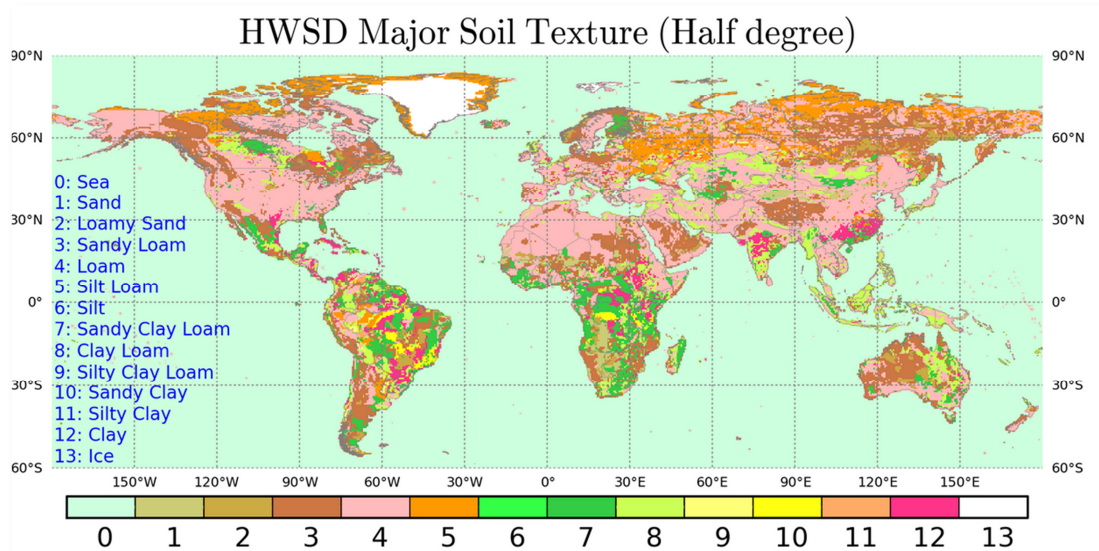 HWSD Major Soil Texture (Half degree)
90°N 90°N
60°N 60°N
0: Sea
1: Sand
30°N 2: Loamy Sand 30°N
3: Sandy Loam
4: Loam
5: Silt Loam
0° 6: Silt 0°
7: Sandy Clay Loam
8: Clay Loam
9: Silty Clay Loam
30°S 10: Sandy Clay 30°S
11: Silty Clay
12: Clay
13: Ice
60°S 60°S
150°W 120°W 90°W 60°W 30°W 0° 30°E 60°E 90°E 120°E 150°E
0 1 2 3 4 5 6 7 8 9 10 11 12 13